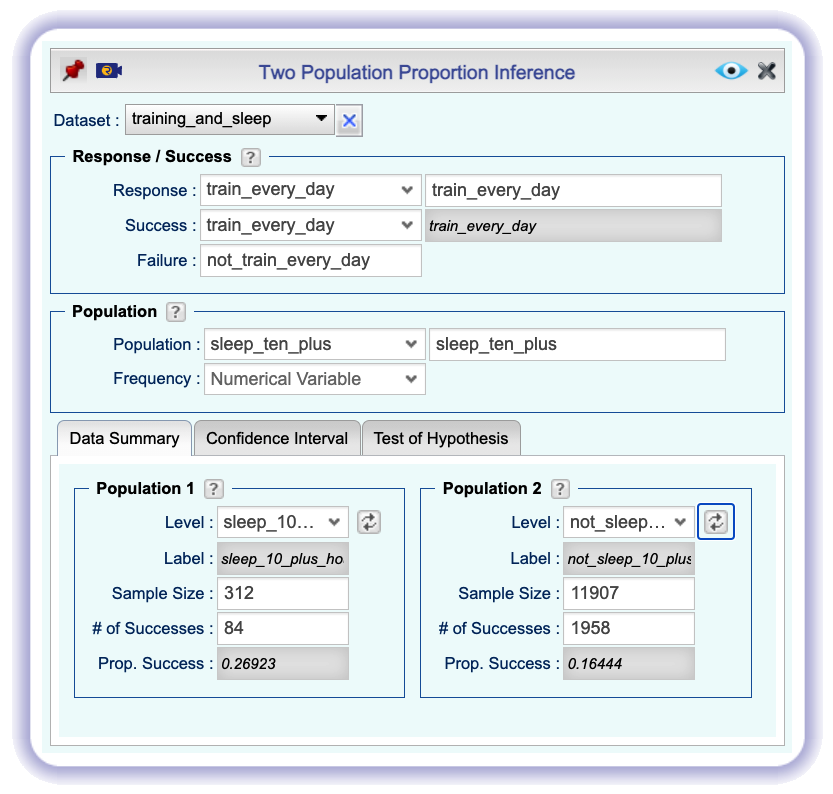 Two Population Proportion Inference
Dataset : training_and_sleep
Response / Success ?
Response : train_every_day train_every_day
Success : train_every_day train_every_day
Failure : not_train_every_day
Population ?
Population : sleep_ten_plus sleep_ten_plus
Frequency : Numerical Variable
Data Summary Confidence Interval Test of Hypothesis
Population 1 ? Population 2 ?
Level : sleep_10... Level : not_sleep...
Label : sleep_10_plus_ho Label : not_sleep_10_plus
Sample Size : 312 Sample Size : 11907
# of Successes : 84 # of Successes : 1958
Prop. Success : 0.26923 Prop. Success : 0.16444